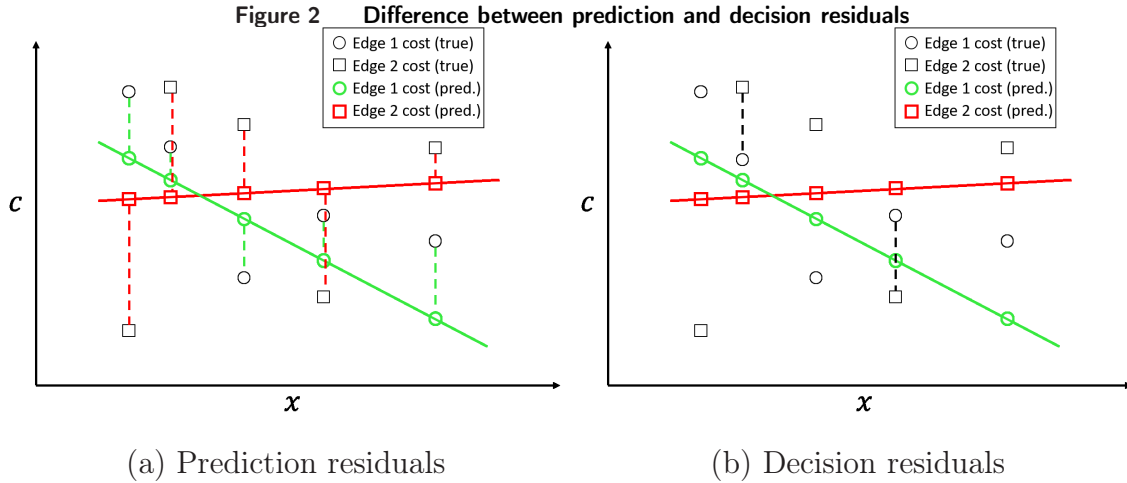 Figure 2 Difference between prediction and decision residuals
Edge 1 cost (true)
Edge 2 cost (true)
Edge 1 cost (pred.)
Edge 2 cost (pred.)
c
x
(a) Prediction residuals
Edge 1 cost (true)
Edge 2 cost (true)
Edge 1 cost (pred.)
Edge 2 cost (pred.)
c
x
(b) Decision residuals